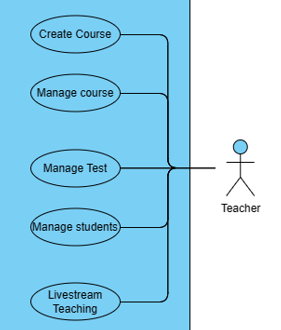 Create Course
Manage course
Manage Test
Teacher
Manage students
Livestream
Teaching